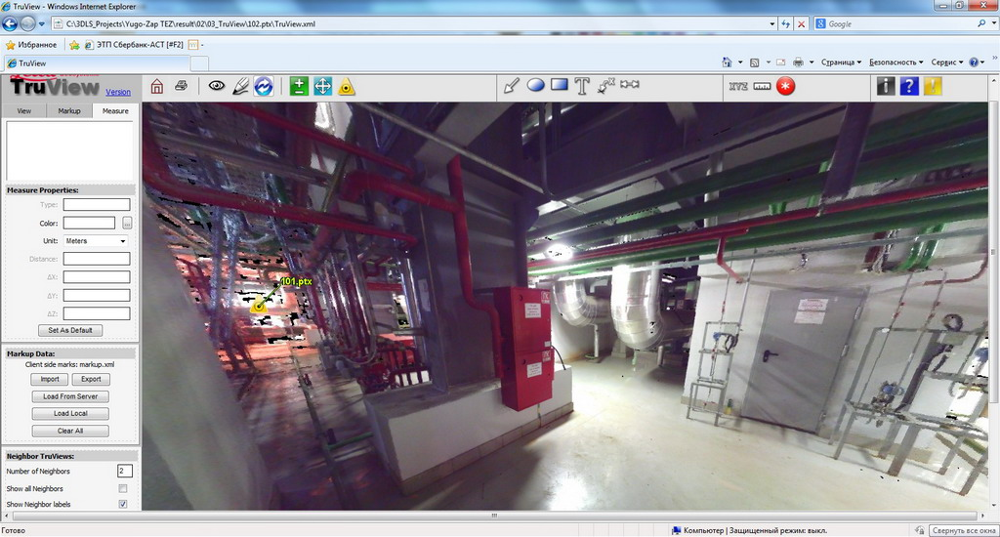 TruView - Windows Internet Explorer
C:\3DLS_Projects\Yugo-Zap TEZ\result\02\03_TruView\102.ptx\TruView.xml
Google
Избранное
ЭТП Сбербанк-АСТ [#F2]
TruView
Страница
Безопасность
Сервис
TruView
Version
XYZ
View
Markup
Measure
Measure Properties:
Type:
Color:
...
Unit:
Meters
Distance:
ΔX:
ΔY:
ΔZ:
Set As Default
Markup Data:
Client side marks: markup.xml
Import
Export
Load From Server
Load Local
Clear All
Neighbor TruViews:
Number of Neighbors
2
Show all Neighbors
Show Neighbor labels
101.ptx
Готово
Компьютер | Защищенный режим: выкл.
Свернуть все окна